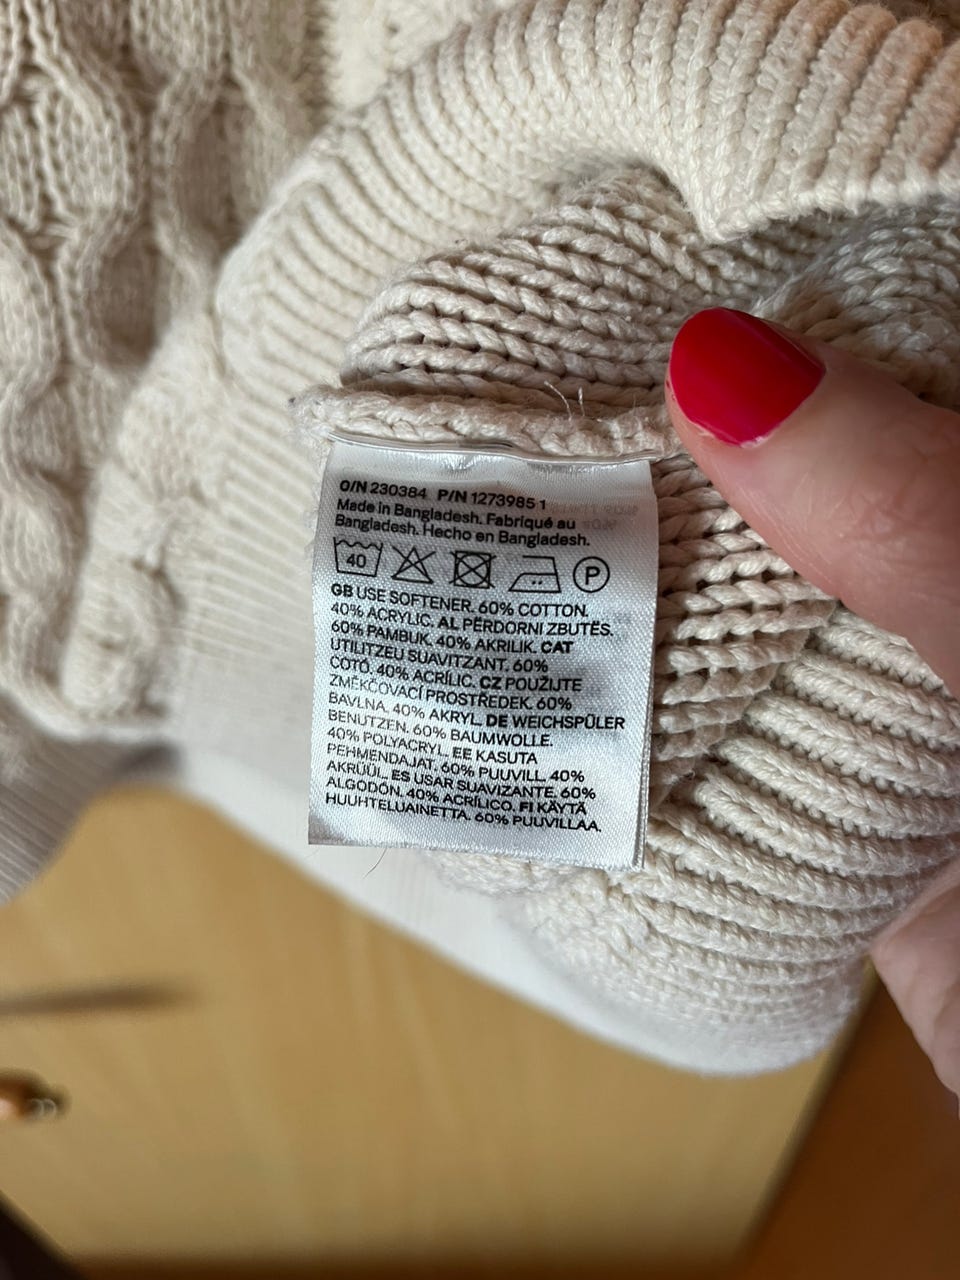 O/N 230384 P/N 1273985 1
Made in Bangladesh. Fabriqué au
Bangladesh. Hecho en Bangladesh.
40 P
GB USE SOFTENER. 60% COTTON.
40% ACRYLIC. AL PËRDORNI ZBUTËS.
60% PAMBUK. 40% AKRILIK. CAT
UTILITZEU SUAVITZANT. 60%
COTÓ. 40% ACRÍLIC. CZ POUŽIJTE
ZMĚKČOVACÍ PROSTŘEDEK. 60%
BAVLNA. 40% AKRYL. DE WEICHSPÜLER
BENUTZEN. 60% BAUMWOLLE.
40% POLYACRYL. EE KASUTA
PEHMENDAJAT. 60% PUUVILL. 40%
AKRÜÜL. ES USAR SUAVIZANTE. 60%
ALGODÓN. 40% ACRÍLICO. FI KÄYTÄ
HUUHTELUAINETTA. 60% PUUVILLAA.